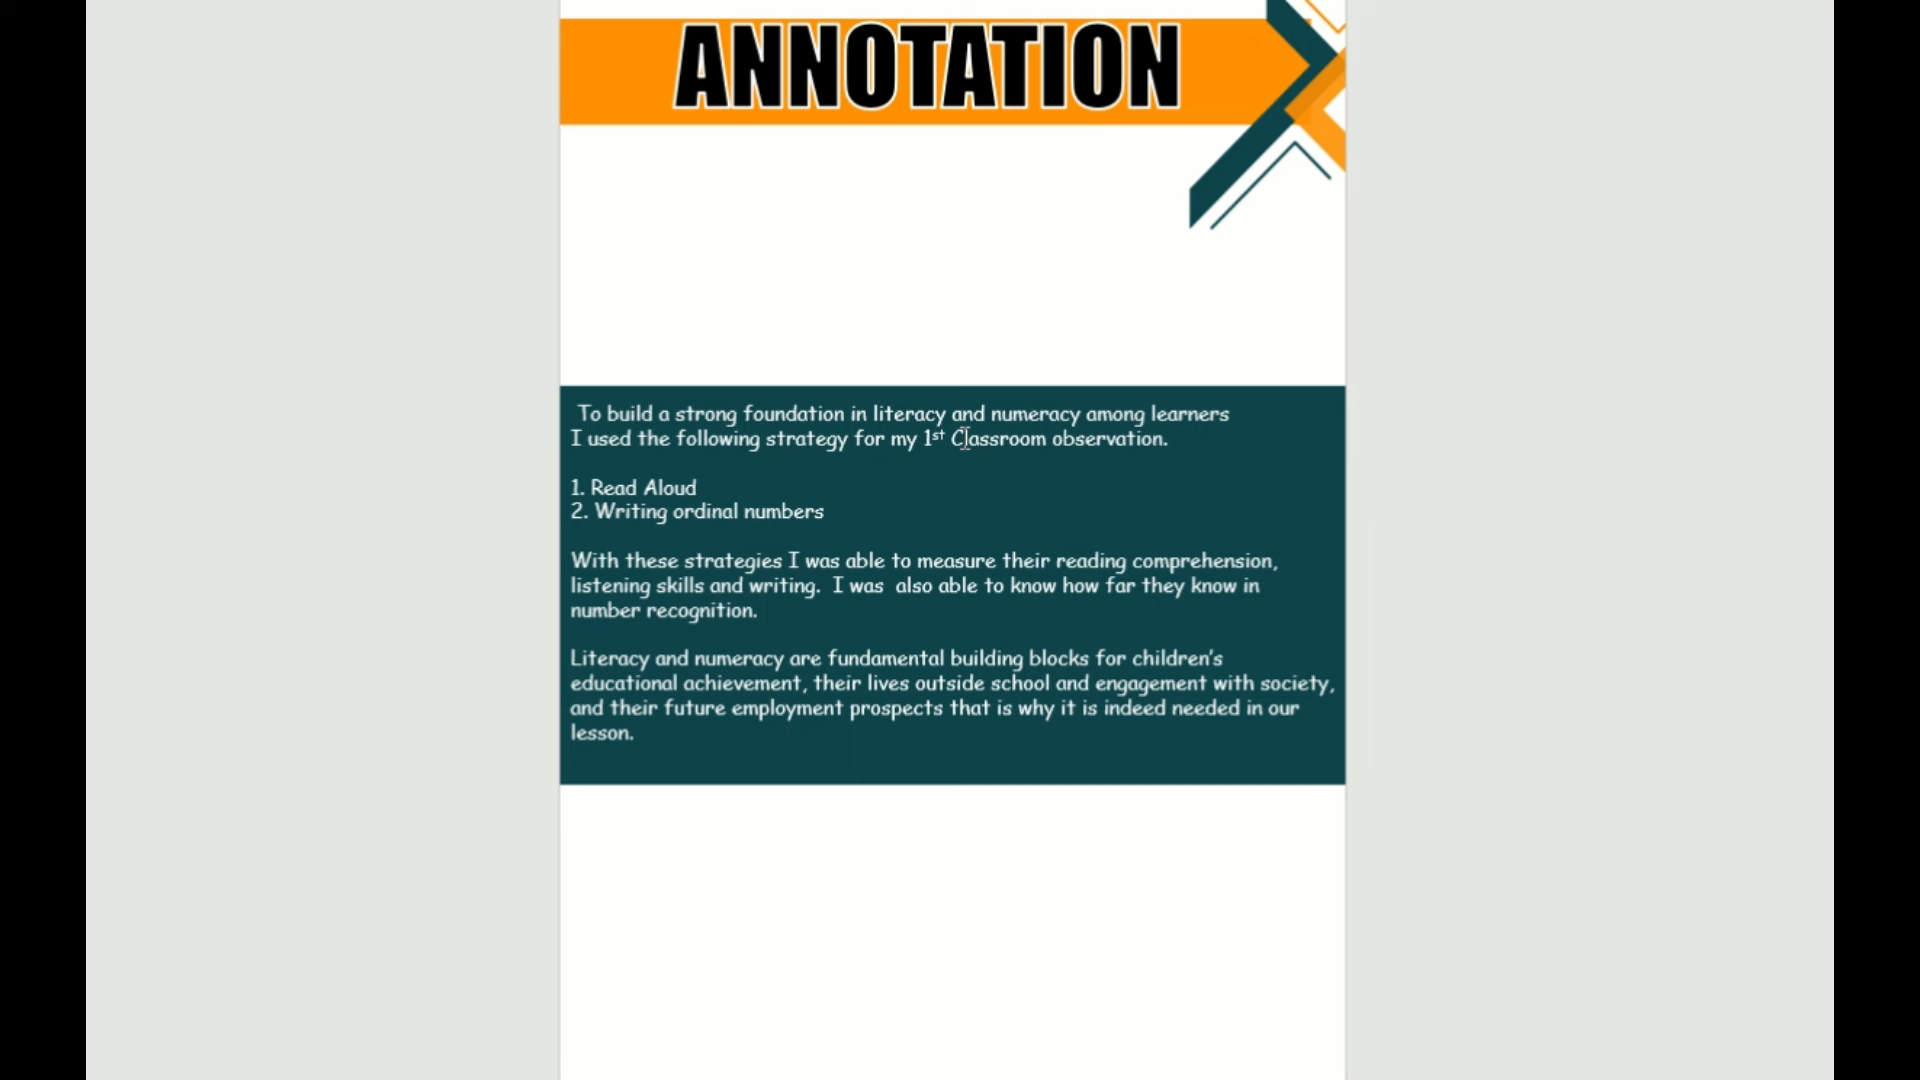 ANNOTATION
To build a strong foundation in literacy and numeracy among learners
I used the following strategy for my 1st Classroom observation.
1. Read Aloud
2. Writing ordinal numbers
With these strategies I was able to measure their reading comprehension,
listening skills and writing.  I was  also able to know how far they know in
number recognition.
Literacy and numeracy are fundamental building blocks for children's
educational achievement, their lives outside school and engagement with society,
and their future employment prospects that is why it is indeed needed in our
lesson.